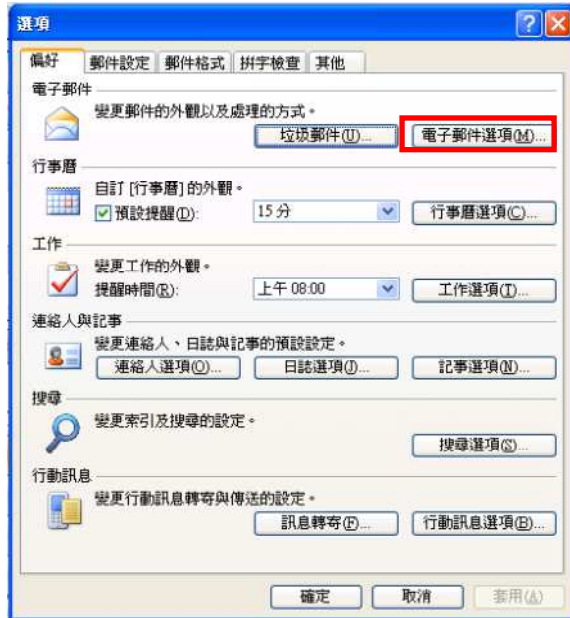 選項
偏好 郵件設定 郵件格式 拼字檢查 其他
電子郵件
變更郵件的外觀以及處理的方式。
垃圾郵件(U)... 電子郵件選項(M)...
行事曆
自訂 [行事曆] 的外觀。
預設提醒(D): 15 分 行事曆選項(C)...
工作
變更工作的外觀。
提醒時間(R): 上午 08:00 工作選項(T)...
連絡人與記事
變更連絡人、日誌與記事的預設設定。
連絡人選項(O)... 日誌選項(J)... 記事選項(N)...
搜尋
變更索引及搜尋的設定。
搜尋選項(S)...
行動訊息
變更行動訊息轉寄與傳送的設定。
訊息轉寄(F)... 行動訊息選項(B)...
確定 取消 套用(A)